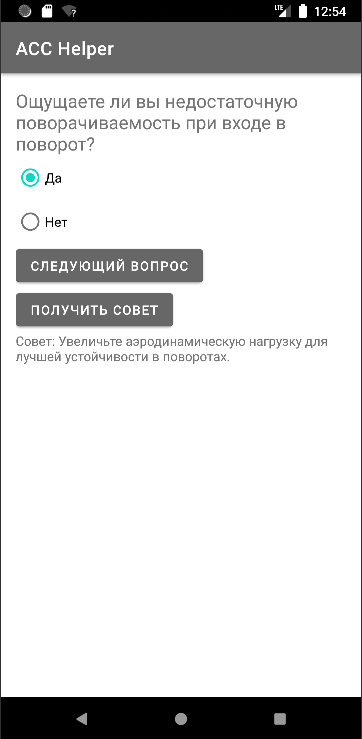 LTE 12:54
ACC Helper
Ощущаете ли вы недостаточную
поворачиваемость при входе в
поворот?
Да
Нет
СЛЕДУЮЩИЙ ВОПРОС
ПОЛУЧИТЬ СОВЕТ
Совет: Увеличьте аэродинамическую нагрузку для
лучшей устойчивости в поворотах.